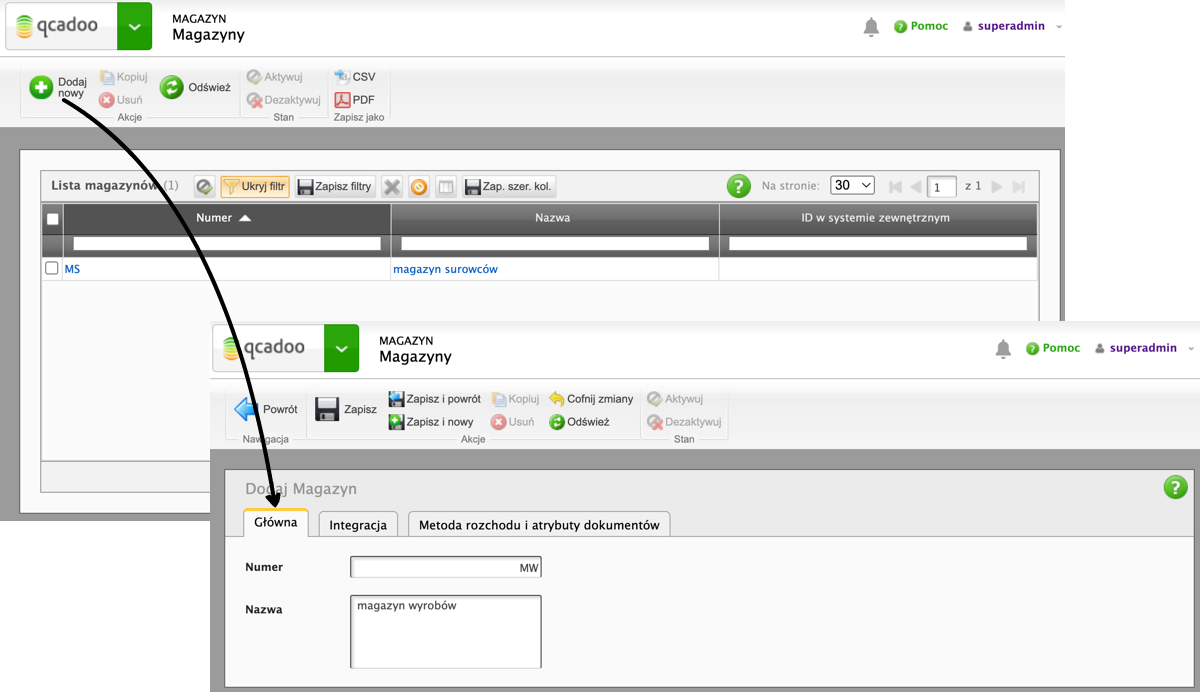 qcadoo
MAGAZYN
Magazyny
Pomoc
superadmin
Dodaj
nowy
Kopiuj
Usuń
Akcje
Odśwież
Aktywuj
Dezaktywuj
Stan
CSV
PDF
Zapisz jako
Lista magazynów (1)
Ukryj filtr
Zapisz filtry
Zap. szer. kol.
Na stronie: 30
1 z 1
Numer
Nazwa
ID w systemie zewnętrznym
MS
magazyn surowców
qcadoo
MAGAZYN
Magazyny
Pomoc
superadmin
Powrót
Nawigacja
Zapisz
Zapisz i powrót
Zapisz i nowy
Kopiuj
Usuń
Cofnij zmiany
Odśwież
Akcje
Aktywuj
Dezaktywuj
Stan
Dodaj Magazyn
Główna
Integracja
Metoda rozchodu i atrybuty dokumentów
Numer
MW
Nazwa
magazyn wyrobów